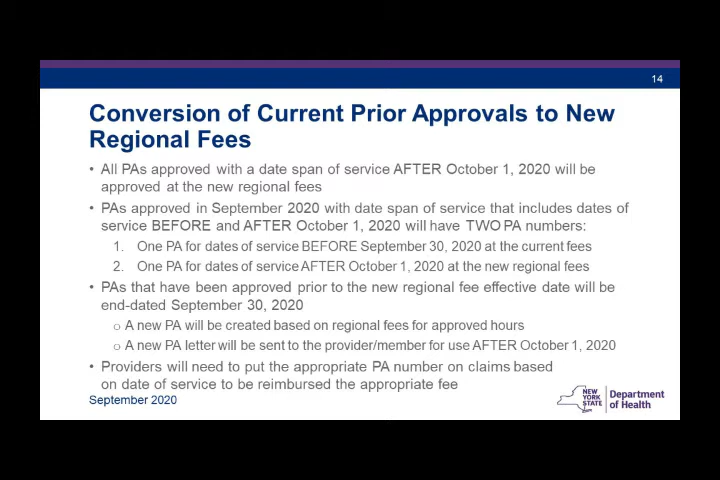 14
Conversion of Current Prior Approvals to New
Regional Fees
• All PAs approved with a date span of service AFTER October 1, 2020 will be
approved at the new regional fees
• PAs approved in September 2020 with date span of service that includes dates of
service BEFORE and AFTER October 1, 2020 will have TWO PA numbers:
1. One PA for dates of service BEFORE September 30, 2020 at the current fees
2. One PA for dates of service AFTER October 1, 2020 at the new regional fees
• PAs that have been approved prior to the new regional fee effective date will be
end-dated September 30, 2020
o A new PA will be created based on regional fees for approved hours
o A new PA letter will be sent to the provider/member for use AFTER October 1, 2020
• Providers will need to put the appropriate PA number on claims based
on date of service to be reimbursed the appropriate fee
September 2020
NEW
YORK
STATE
Department
of Health